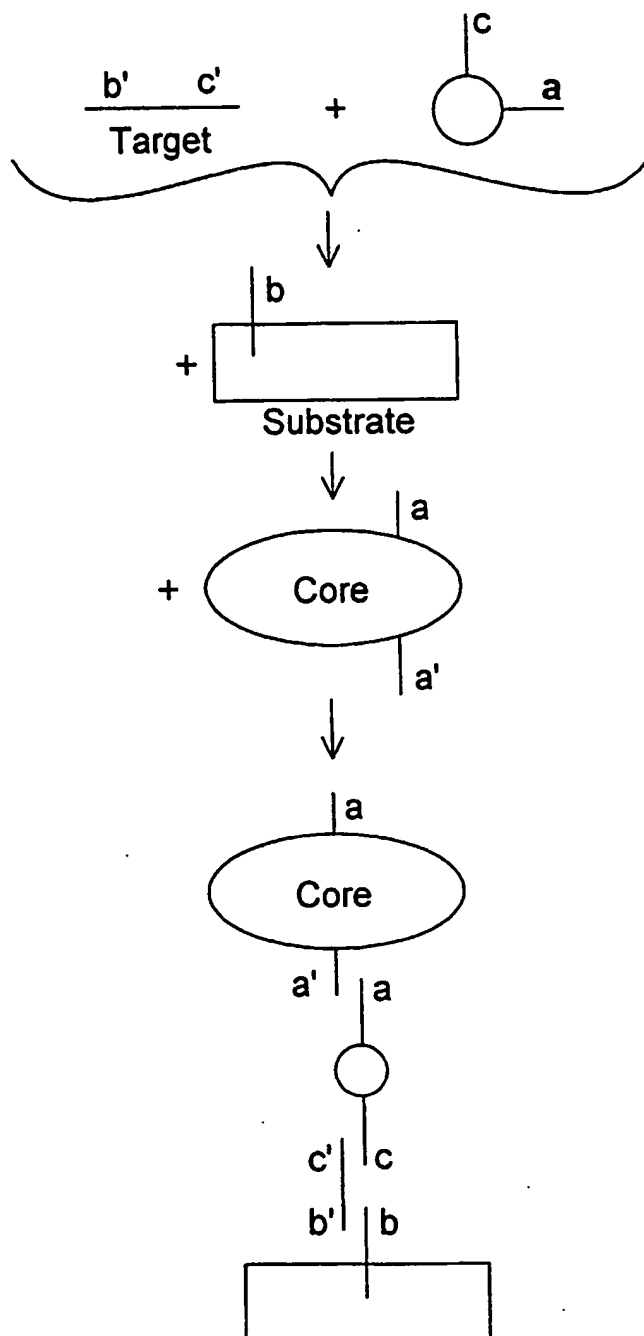 c
b' c' + a
Target
b
+
Substrate
a
+ Core
a'
a
Core
a' a
c' c
b' b